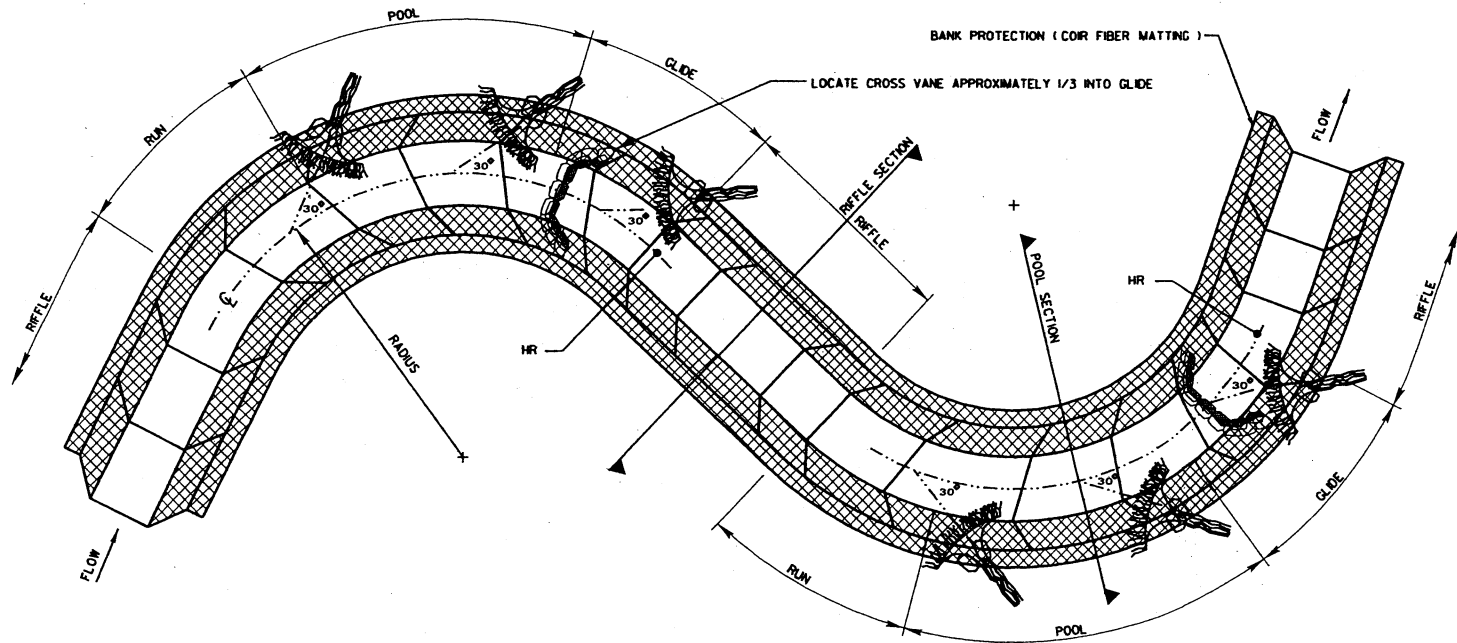 POOL
BANK PROTECTION ( COIR FIBER MATTING )
GLIDE
LOCATE CROSS VANE APPROXIMATELY 1/3 INTO GLIDE
FLOW
RUN
RIFFLE SECTION
30°
30°
30°
RIFFLE
POOL SECTION
HR
RIFFLE
RIFFLE
℄
RADIUS
HR
30°
30°
30°
GLIDE
FLOW
RUN
POOL